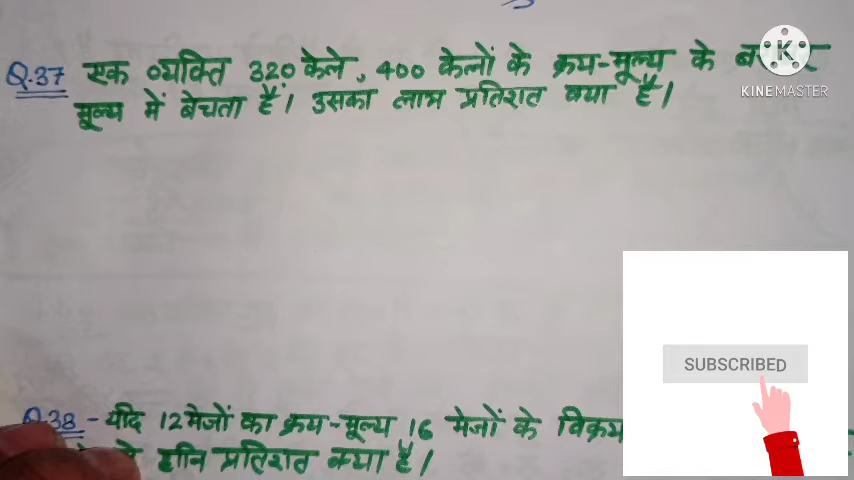 Q.37 एक व्यक्ति 320 केले, 400 केलों के क्रय-मूल्य के
KINEMASTER
मूल्य में बेचता है। उसका लाभ प्रतिशत क्या है।
SUBSCRIBED
Q.38 - यदि 12 मेजों का क्रय-मूल्य 16 मेजों के विक्रय
हानि प्रतिशत क्या है।